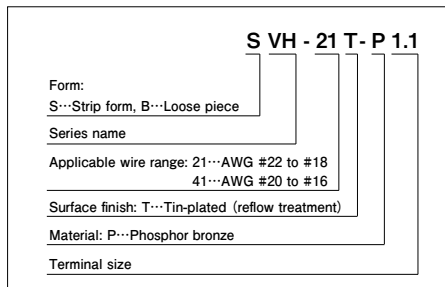 S VH - 21 T - P 1.1
Form:
S⋯Strip form, B⋯Loose piece
Series name
Applicable wire range: 21⋯AWG #22 to #18
41⋯AWG #20 to #16
Surface finish: T⋯Tin-plated (reflow treatment)
Material: P⋯Phosphor bronze
Terminal size